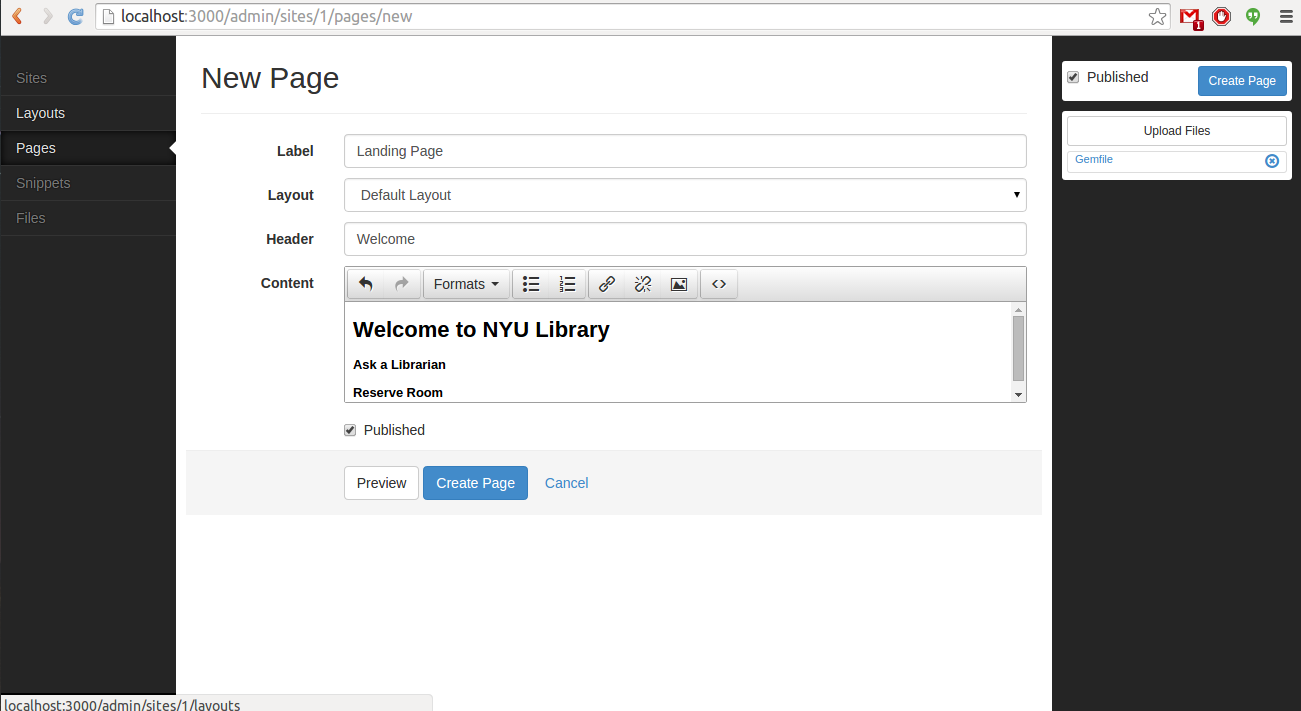 localhost:3000/admin/sites/1/pages/new
1
Sites
Layouts
Pages
Snippets
Files
New Page
Label Landing Page
Layout Default Layout
Header Welcome
Content Formats
Welcome to NYU Library
Ask a Librarian
Reserve Room
Published
Preview Create Page Cancel
Published Create Page
Upload Files
Gemfile
localhost:3000/admin/sites/1/layouts